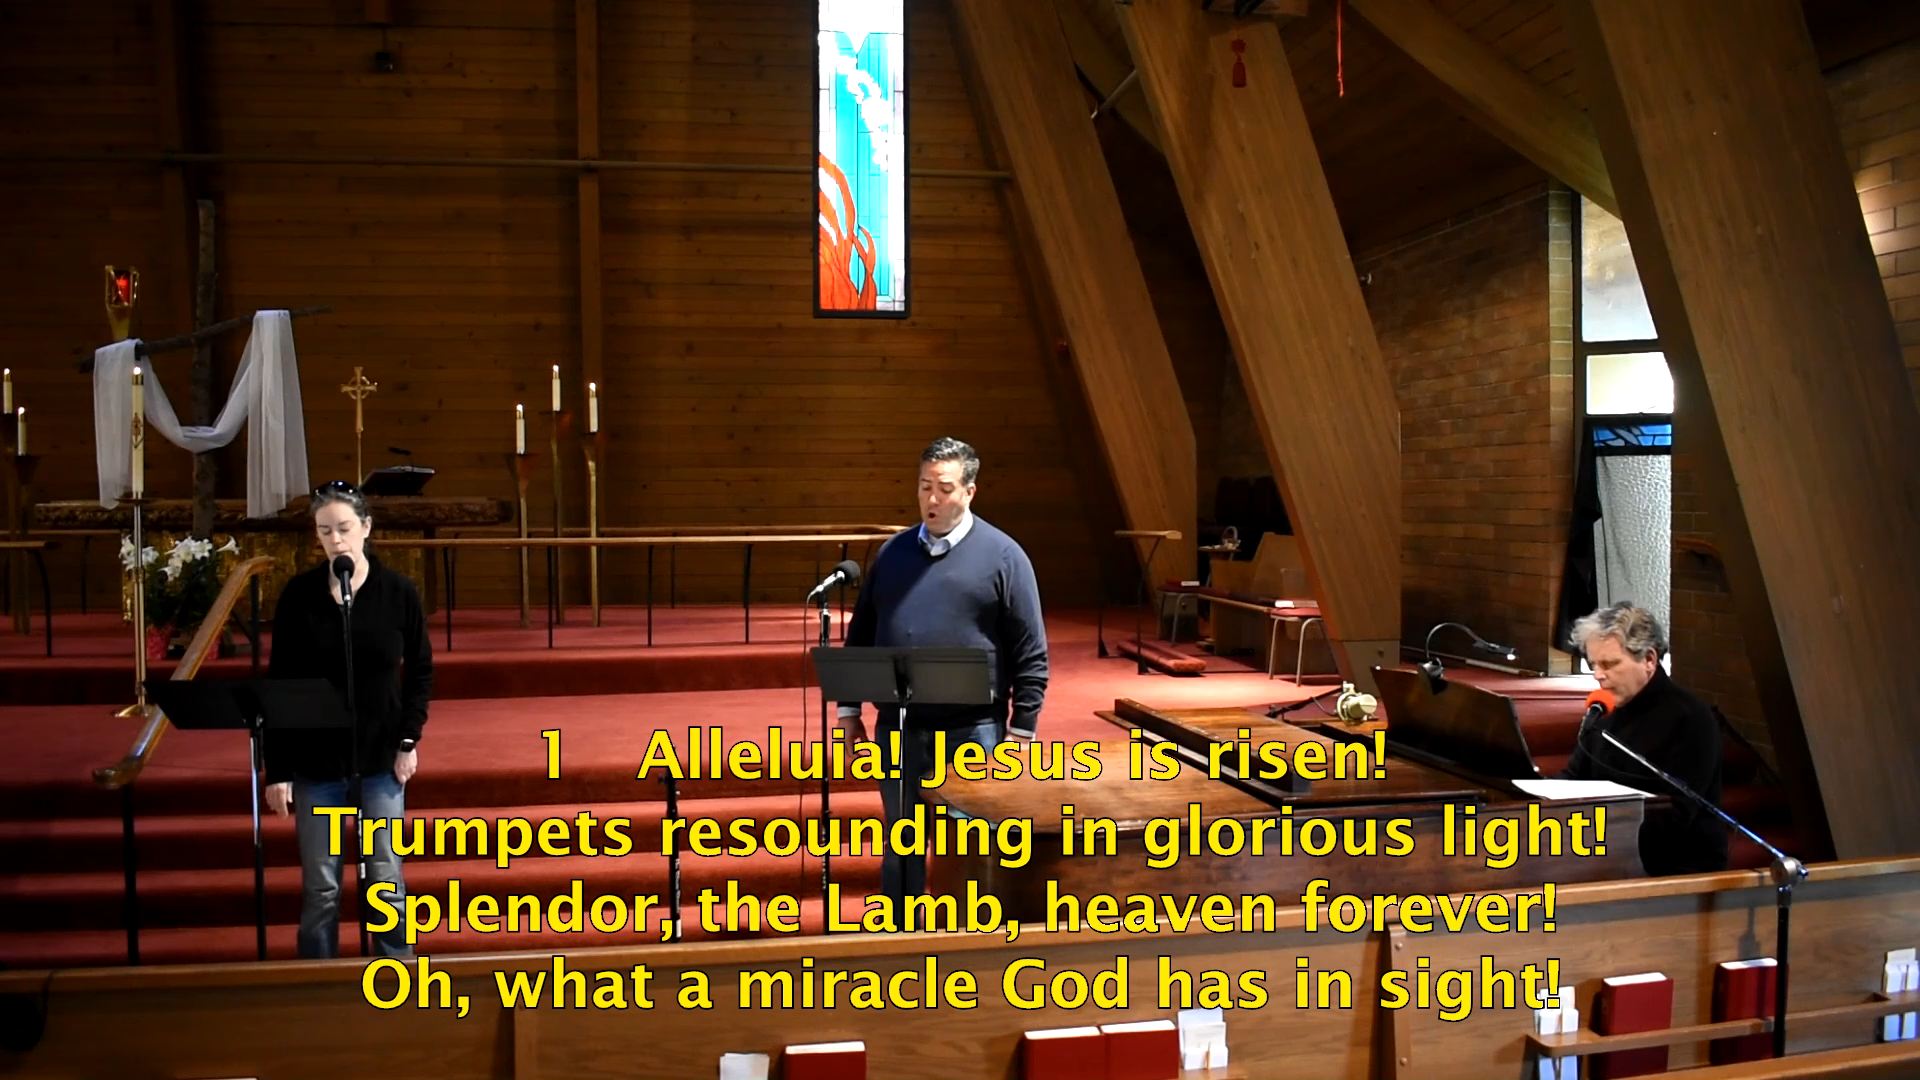 1 Alleluia! Jesus is risen!
Trumpets resounding in glorious light!
Splendor, the Lamb, heaven forever!
Oh, what a miracle God has in sight!